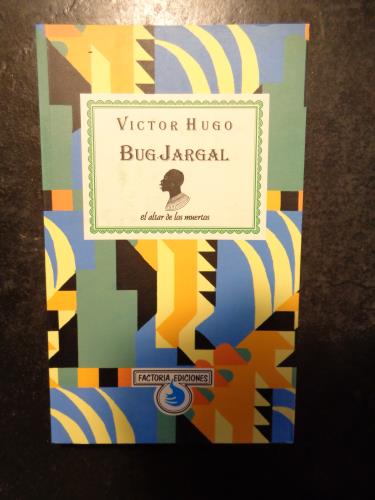 VICTOR HUGO
BUG JARGAL
el altar de los muertos
FACTORIA EDICIONES